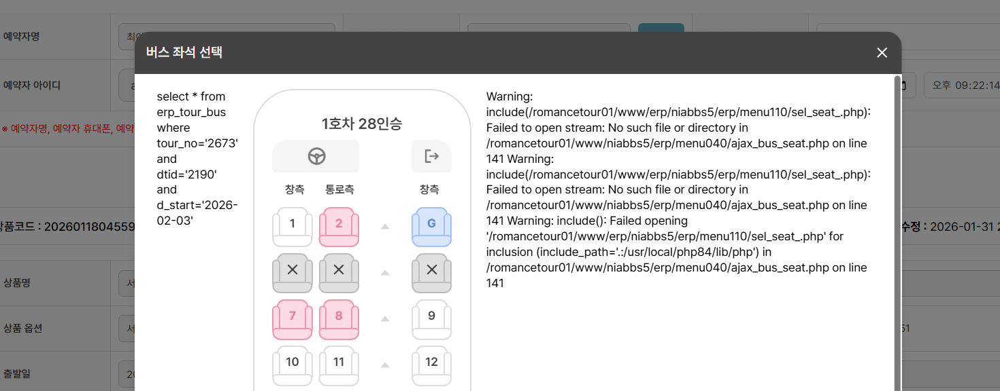 예약자명
버스 좌석 선택
예약자 아이디
오후 09:22:14
※ 예약자명, 예약자 휴대폰, 예약
상품코드 : 2026011804559
수정 : 2026-01-31
상품명
상품 옵션
51
출발일
select * from
erp_tour_bus
where
tour_no='2673'
and
dtid='2190'
and
d_start='2026-
02-03'
1호차 28인승
창측 통로측 창측
1 2 G
7 8 9
10 11 12
Warning:
include(/romancetour01/www/erp/niabbs5/erp/menu110/sel_seat_.php):
Failed to open stream: No such file or directory in
/romancetour01/www/niabbs5/erp/menu040/ajax_bus_seat.php on line
141 Warning:
include(/romancetour01/www/erp/niabbs5/erp/menu110/sel_seat_.php):
Failed to open stream: No such file or directory in
/romancetour01/www/niabbs5/erp/menu040/ajax_bus_seat.php on line
141 Warning: include(): Failed opening
'/romancetour01/www/erp/niabbs5/erp/menu110/sel_seat_.php' for
inclusion (include_path='.:/usr/local/php84/lib/php') in
/romancetour01/www/niabbs5/erp/menu040/ajax_bus_seat.php on line
141